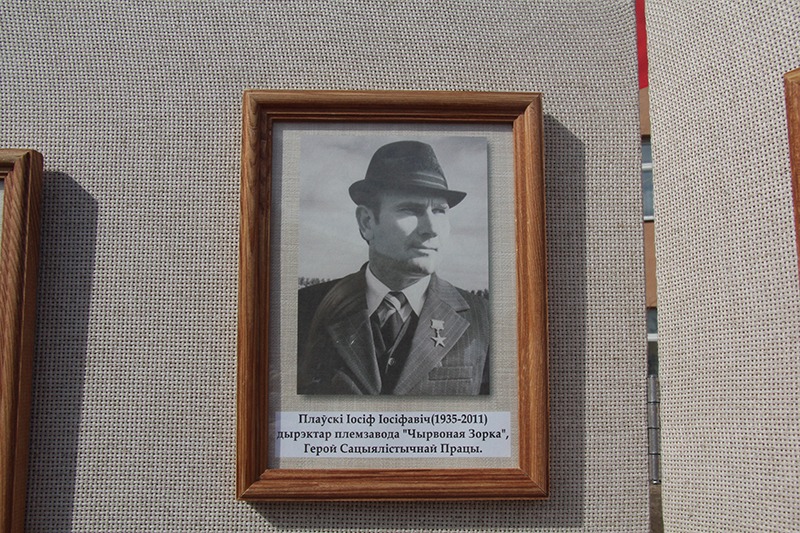 Плаўскі Іосіф Іосіфавіч(1935-2011)
дырэктар племзавода "Чырвоная Зорка",
Герой Сацыялістычнай Працы.